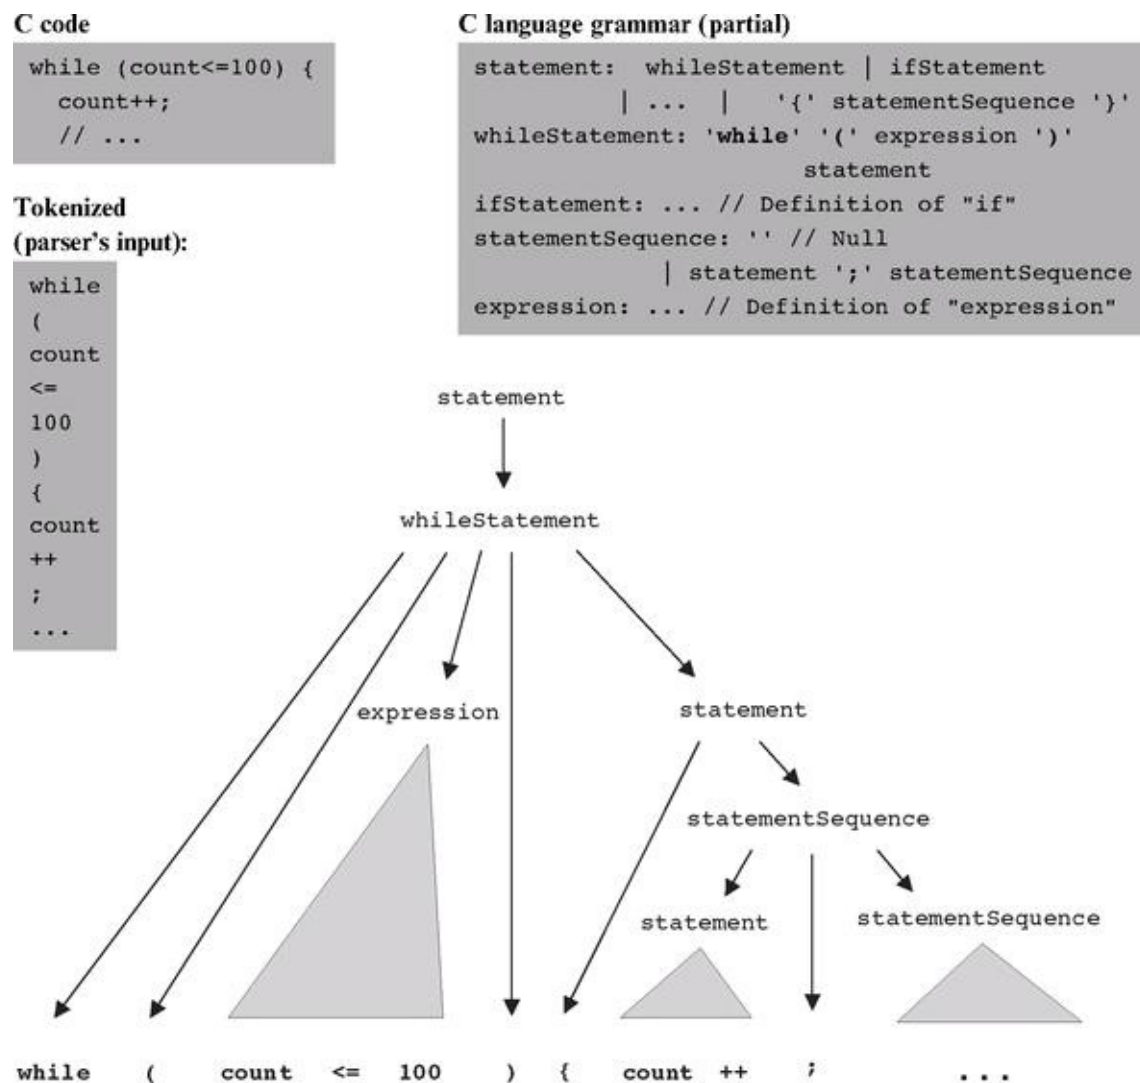 C code
while (count<=100) {
count++;
// ...
Tokenized
(parser's input):
while
(
count
<=
100
)
{
count
++
;
...
C language grammar (partial)
statement: whileStatement | ifStatement
| ... | '{' statementSequence '}'
whileStatement: 'while' '(' expression ')'
statement
ifStatement: ... // Definition of "if"
statementSequence: '' // Null
| statement ';' statementSequence
expression: ... // Definition of "expression"
statement
whileStatement
expression statement
statementSequence
statement statementSequence
while ( count <= 100 ) { count ++ ; ...